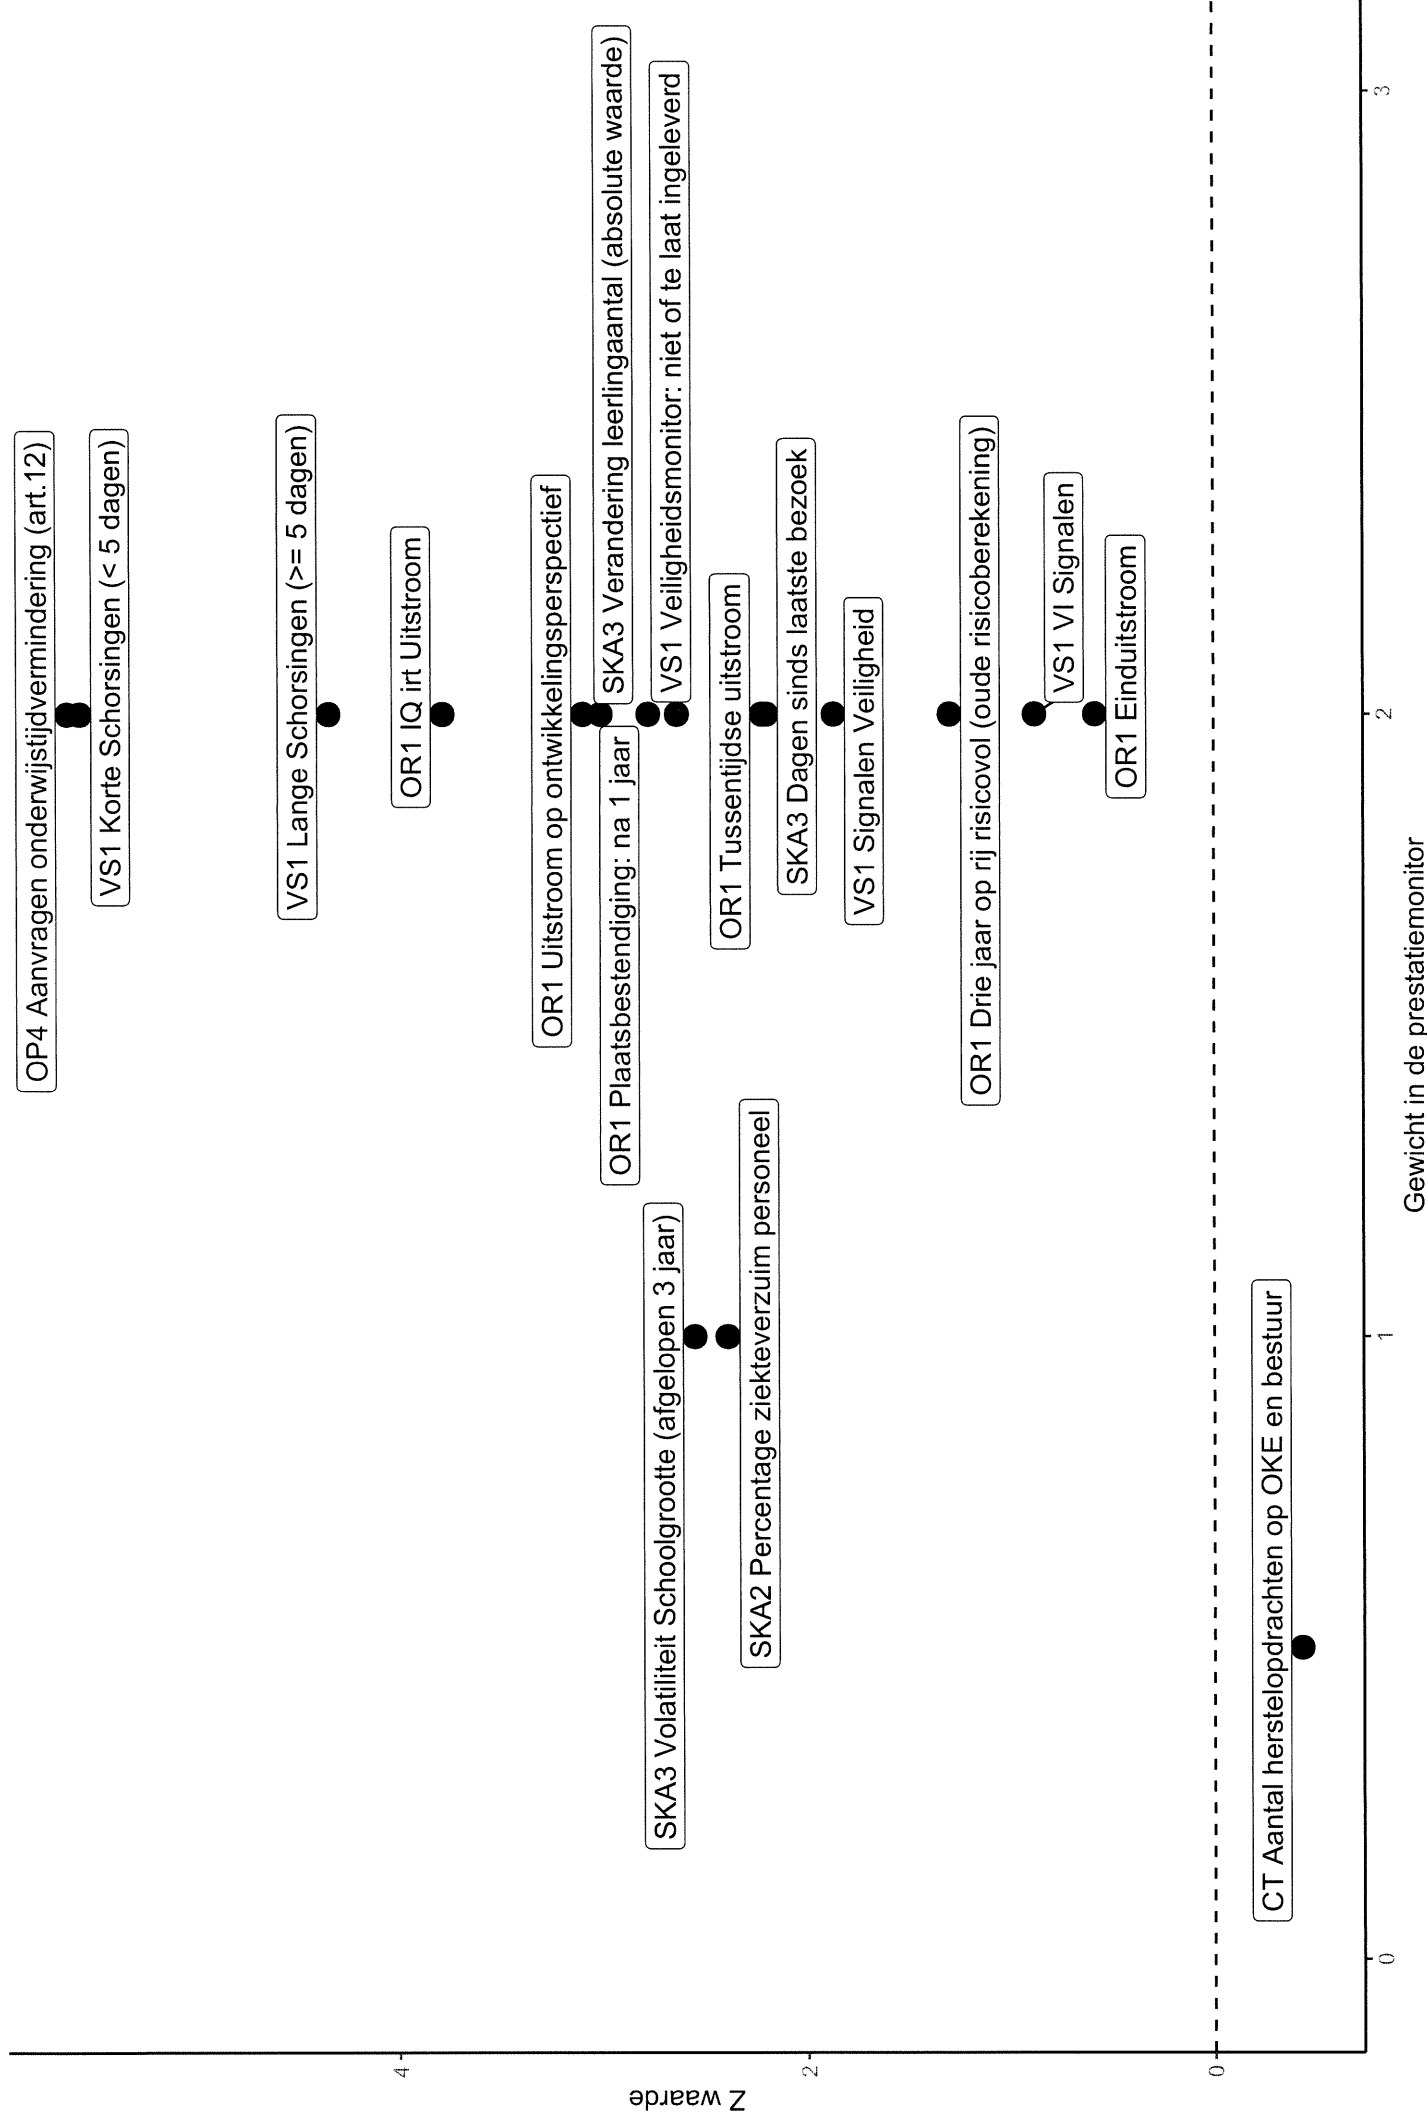 OP4 Aanvragen onderwijstijdvermindering (art.12)
VS1 Korte Schorsingen (< 5 dagen)
VS1 Lange Schorsingen (>= 5 dagen)
OR1 IQ irt Uitstroom
OR1 Uitstroom op ontwikkelingsperspectief
SKA3 Verandering leerlingaantal (absolute waarde)
OR1 Plaatsbestendiging: na 1 jaar
VS1 Veiligheidsmonitor: niet of te laat ingeleverd
SKA3 Volatiliteit Schoolgrootte (afgelopen 3 jaar)
OR1 Tussentijdse uitstroom
SKA2 Percentage ziekteverzuim personeel
SKA3 Dagen sinds laatste bezoek
VS1 Signalen Veiligheid
OR1 Drie jaar op rij risicovol (oude risicoberekening)
VS1 VI Signalen
OR1 Einduitstroom
CT Aantal herstelopdrachten op OKE en bestuur
4
2
0
Z waarde
0
1
2
3
Gewicht in de prestatiemonitor